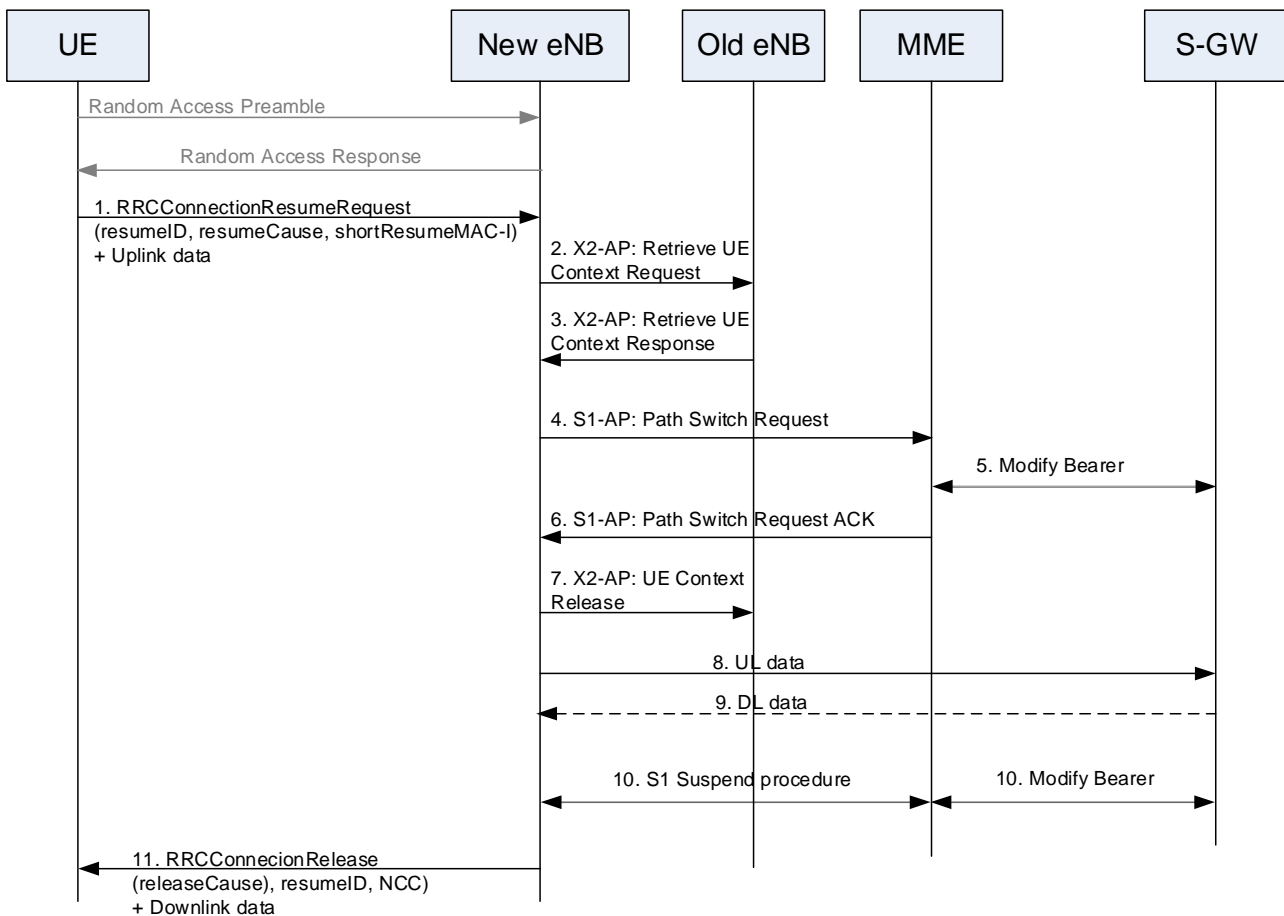 UE
New eNB
Old eNB
MME
S-GW
Random Access Preamble
Random Access Response
1. RRCConnectionResumeRequest
(resumeID, resumeCause, shortResumeMAC-I)
+ Uplink data
2. X2-AP: Retrieve UE
Context Request
3. X2-AP: Retrieve UE
Context Response
4. S1-AP: Path Switch Request
5. Modify Bearer
6. S1-AP: Path Switch Request ACK
7. X2-AP: UE Context
Release
8. UL data
9. DL data
10. S1 Suspend procedure
10. Modify Bearer
11. RRCConnecionRelease
(releaseCause), resumeID, NCC)
+ Downlink data